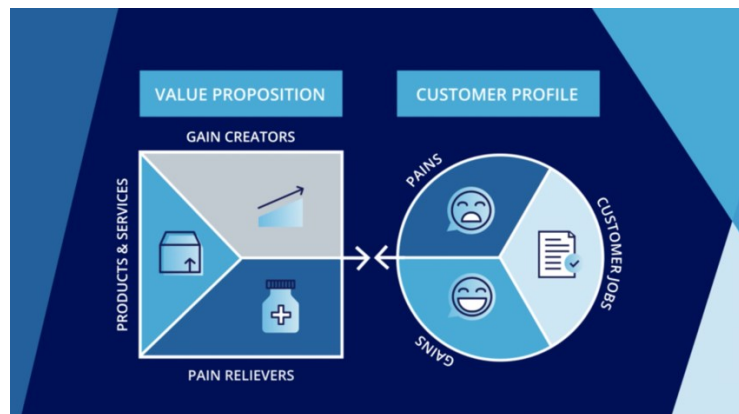 VALUE PROPOSITION
CUSTOMER PROFILE
GAIN CREATORS
PRODUCTS & SERVICES
PAIN RELIEVERS
PAINS
CUSTOMER JOBS
GAINS